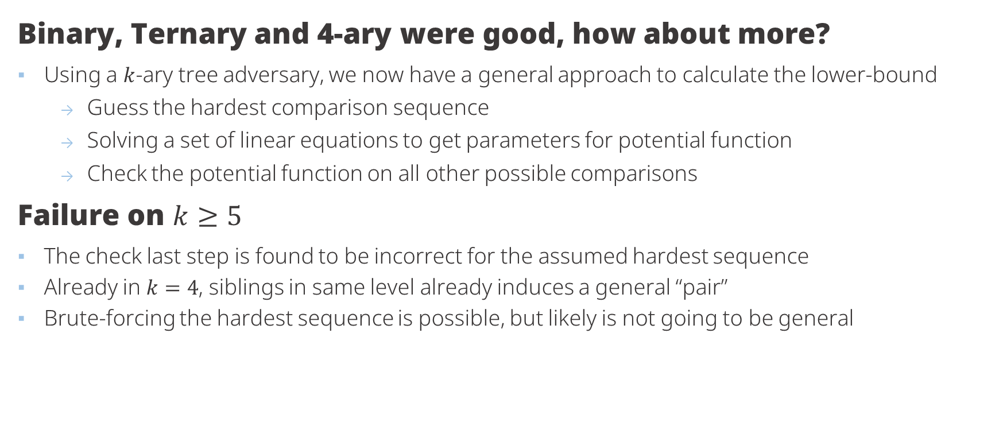 Binary, Ternary and 4-ary were good, how about more?
▪ Using a k-ary tree adversary, we now have a general approach to calculate the lower-bound
→ Guess the hardest comparison sequence
→ Solving a set of linear equations to get parameters for potential function
→ Check the potential function on all other possible comparisons
Failure on k ≥ 5
▪ The check last step is found to be incorrect for the assumed hardest sequence
▪ Already in k = 4, siblings in same level already induces a general “pair”
▪ Brute-forcing the hardest sequence is possible, but likely is not going to be general